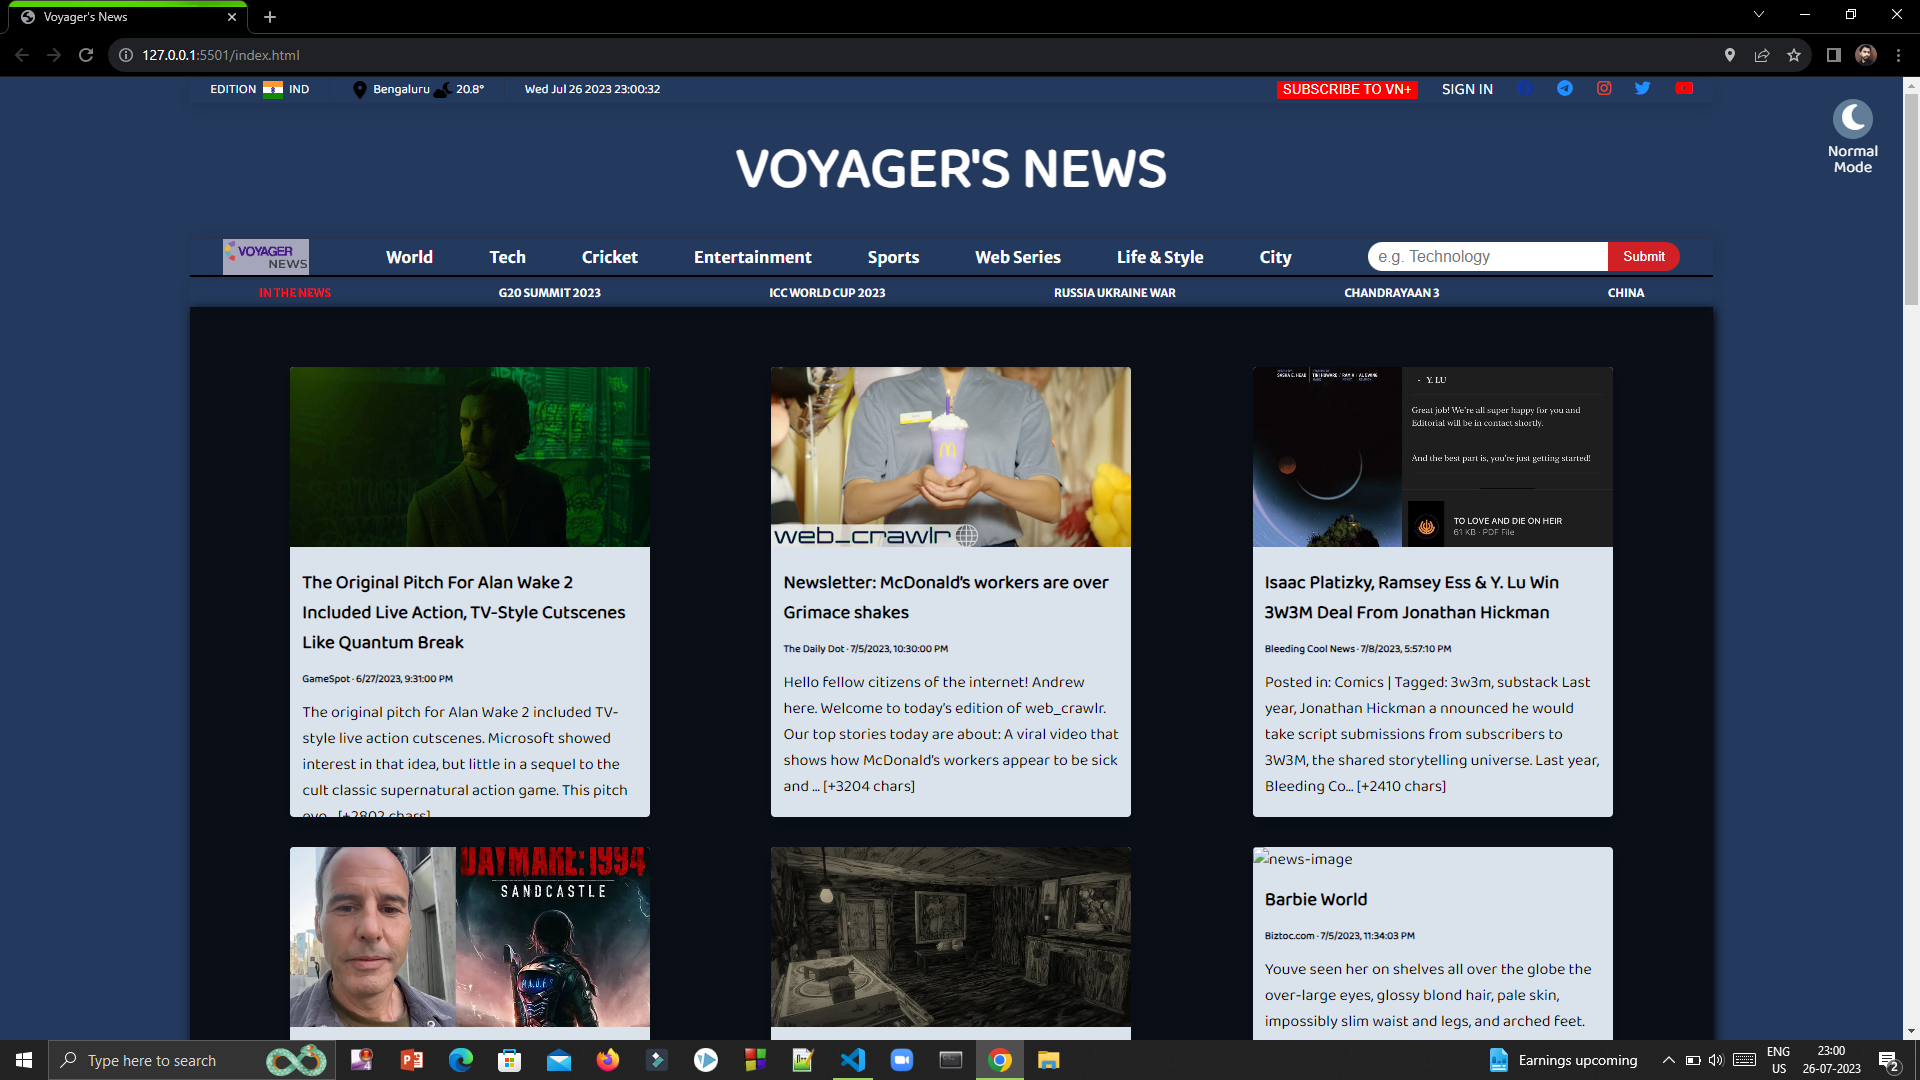 Voyager's News
127.0.0.1:5501/index.html
EDITION IND Bengaluru 20.8° Wed Jul 26 2023 23:00:32 SUBSCRIBE TO VN+ SIGN IN
Normal
Mode
VOYAGER'S NEWS
VOYAGER
NEWS
World Tech Cricket Entertainment Sports Web Series Life & Style City e.g. Technology Submit
IN THE NEWS G20 SUMMIT 2023 ICC WORLD CUP 2023 RUSSIA UKRAINE WAR CHANDRAYAAN 3 CHINA
The Original Pitch For Alan Wake 2
Included Live Action, TV-Style Cutscenes
Like Quantum Break
GameSpot · 6/27/2023, 9:31:00 PM
The original pitch for Alan Wake 2 included TV-
style live action cutscenes. Microsoft showed
interest in that idea, but little in a sequel to the
cult classic supernatural action game. This pitch
eve… [+2802 chars]
web_crawlr
Newsletter: McDonald’s workers are over
Grimace shakes
The Daily Dot · 7/5/2023, 10:30:00 PM
Hello fellow citizens of the internet! Andrew
here. Welcome to today’s edition of web_crawlr.
Our top stories today are about: A viral video that
shows how McDonald’s workers appear to be sick
and … [+3204 chars]
SASHA E. HEAD TINI HOWARD / RAM V / AL EWING
- Y. LU
Great job! We're all super happy for you and
Editorial will be in contact shortly.
And the best part is, you're just getting started!
TO LOVE AND DIE ON HEIR
61 KB · PDF File
Isaac Platizky, Ramsey Ess & Y. Lu Win
3W3M Deal From Jonathan Hickman
Bleeding Cool News · 7/8/2023, 5:57:10 PM
Posted in: Comics | Tagged: 3w3m, substack Last
year, Jonathan Hickman a nnounced he would
take script submissions from subscribers to
3W3M, the shared storytelling universe. Last year,
Bleeding Co… [+2410 chars]
DAYMARE:1994
SANDCASTLE
H.A.D.E.S
news-image
Barbie World
Biztoc.com · 7/5/2023, 11:34:03 PM
Youve seen her on shelves all over the globe the
over-large eyes, glossy blond hair, pale skin,
impossibly slim waist and legs, and arched feet.
Type here to search
Earnings upcoming
ENG
US
23:00
26-07-2023
2